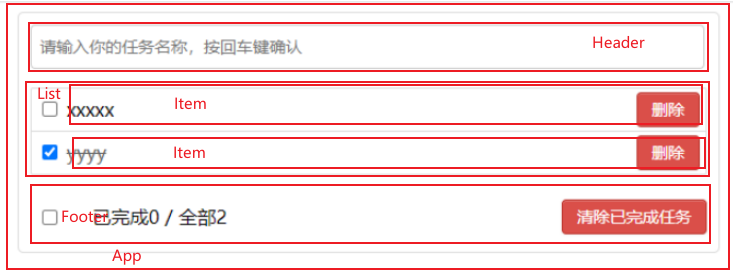 请输入你的任务名称，按回车键确认 Header
List
xxxxx Item 删除
yyyy Item 删除
Footer 已完成0 / 全部2 清除已完成任务
App